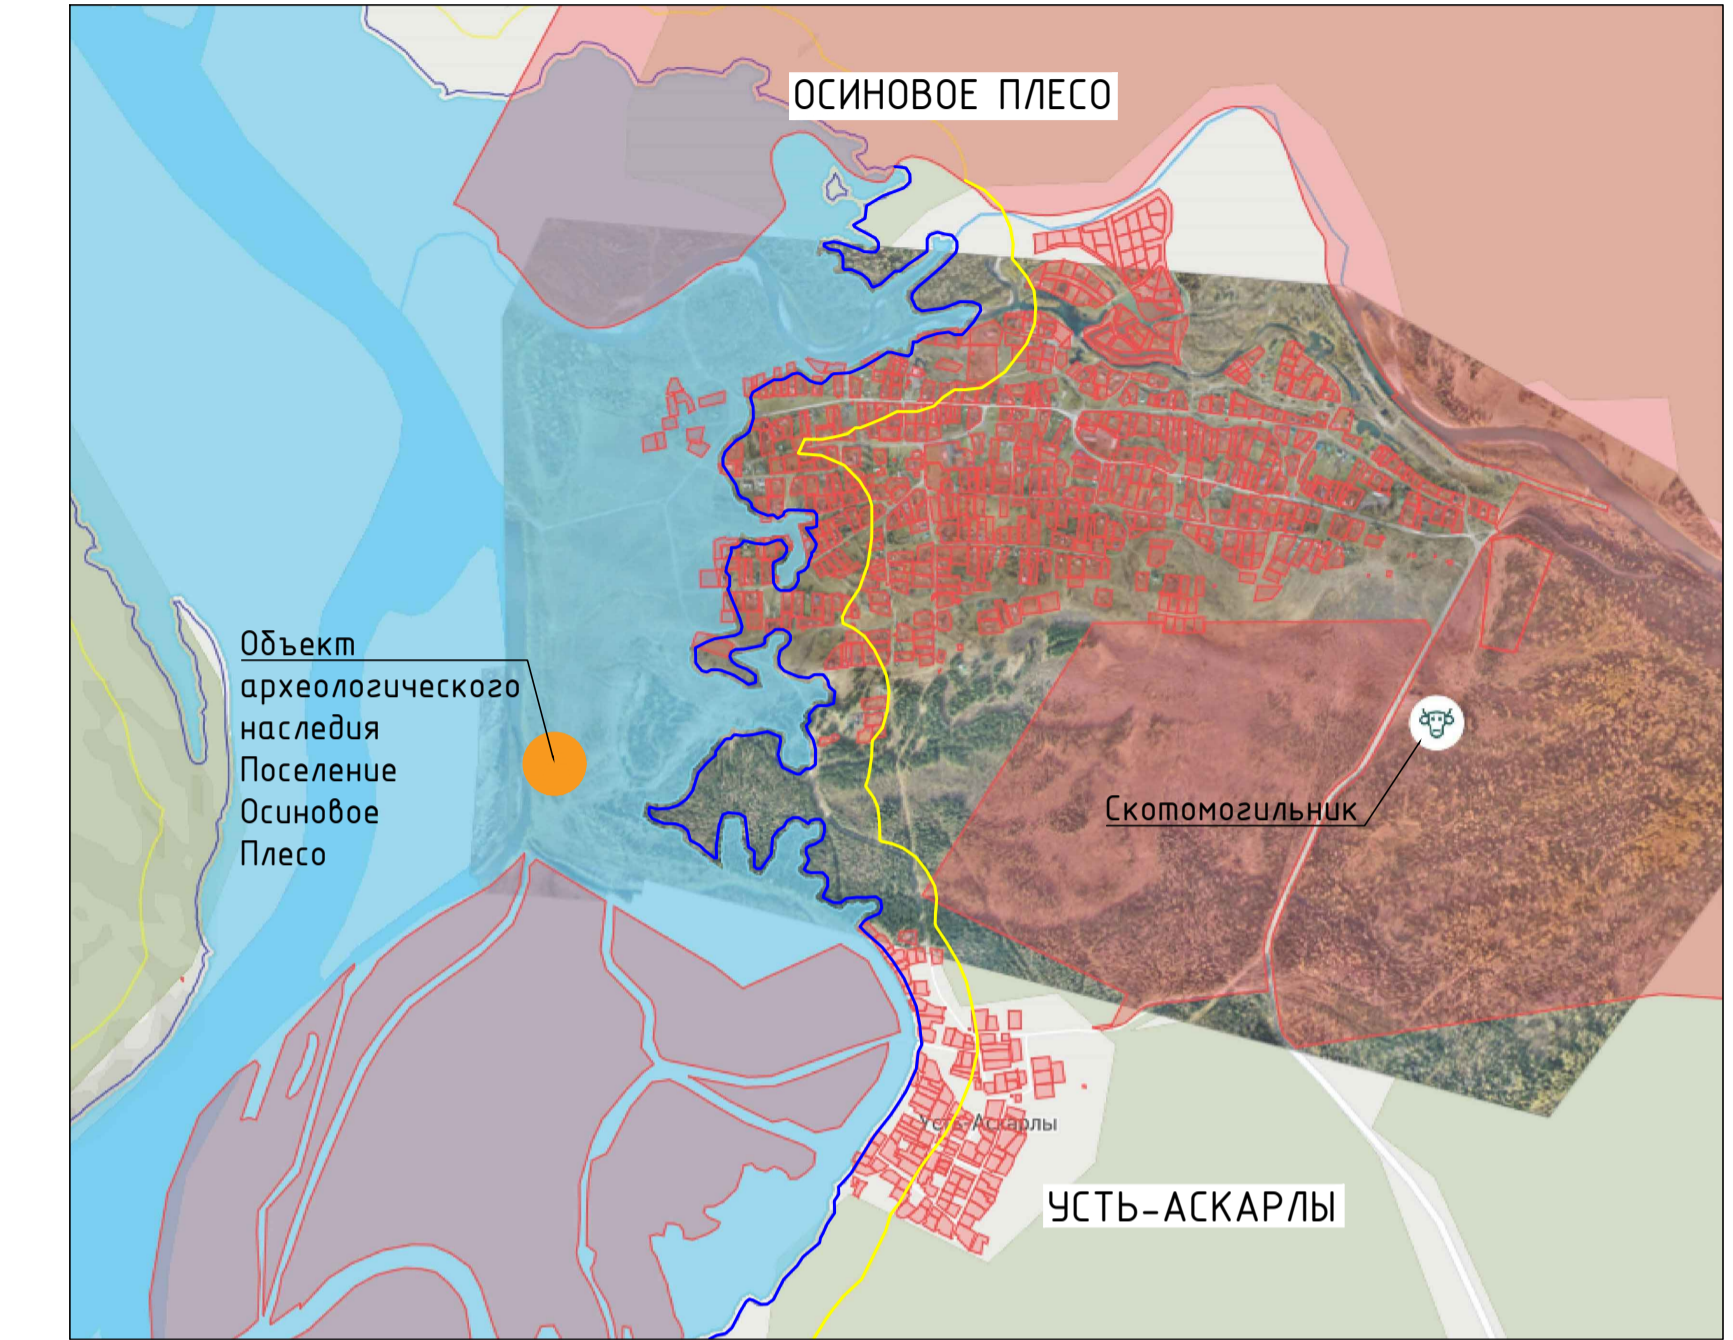 ОСИНОВОЕ ПЛЕСО
Объект
археологического
наследия
Поселение
Осиновое
Плесо
Скотомогильник
Усть-Аскарлы
УСТЬ-АСКАРЛЫ